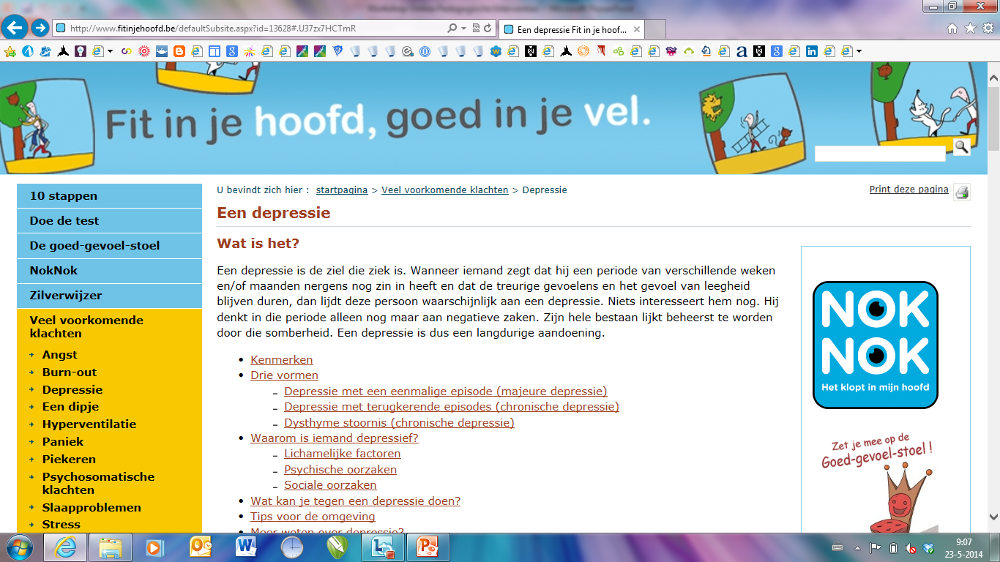 http://www.fitinjehoofd.be/defaultSubsite.aspx?id=13628#.U37zx7HCTmR
Een depressie Fit in je hoof...
Fit in je hoofd, goed in je vel.
10 stappen
Doe de test
De goed-gevoel-stoel
NokNok
Zilverwijzer
Veel voorkomende
klachten
Angst
Burn-out
Depressie
Een dipje
Hyperventilatie
Paniek
Piekeren
Psychosomatische
klachten
Slaapproblemen
Stress
U bevindt zich hier : startpagina > Veel voorkomende klachten > Depressie
Print deze pagina
Een depressie
Wat is het?
Een depressie is de ziel die ziek is. Wanneer iemand zegt dat hij een periode van verschillende weken
en/of maanden nergens nog zin in heeft en dat de treurige gevoelens en het gevoel van leegheid
blijven duren, dan lijdt deze persoon waarschijnlijk aan een depressie. Niets interesseert hem nog. Hij
denkt in die periode alleen nog maar aan negatieve zaken. Zijn hele bestaan lijkt beheerst te worden
door die somberheid. Een depressie is dus een langdurige aandoening.
• Kenmerken
• Drie vormen
– Depressie met een eenmalige episode (majeure depressie)
– Depressie met terugkerende episodes (chronische depressie)
– Dysthyme stoornis (chronische depressie)
• Waarom is iemand depressief?
– Lichamelijke factoren
– Psychische oorzaken
– Sociale oorzaken
• Wat kan je tegen een depressie doen?
• Tips voor de omgeving
• Meer weten over depressie?
NOK
NOK
Het klopt in mijn hoofd
Zet je mee op de
Goed-gevoel-stoel !
9:07
23-5-2014